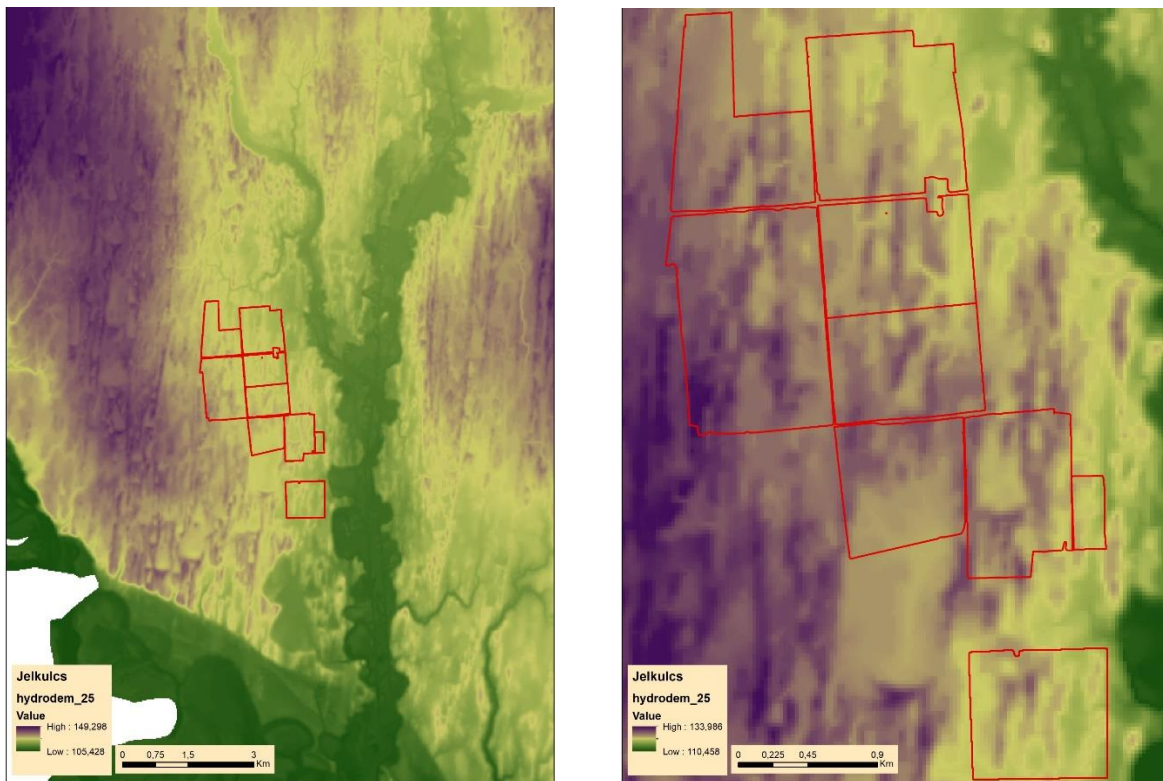 Jelkulcs
hydrodem_25
Value
High : 149,298
Low : 105,428
0 0,75 1,5 3
Km
Jelkulcs
hydrodem_25
Value
High : 133,986
Low : 110,458
0 0,225 0,45 0,9
Km